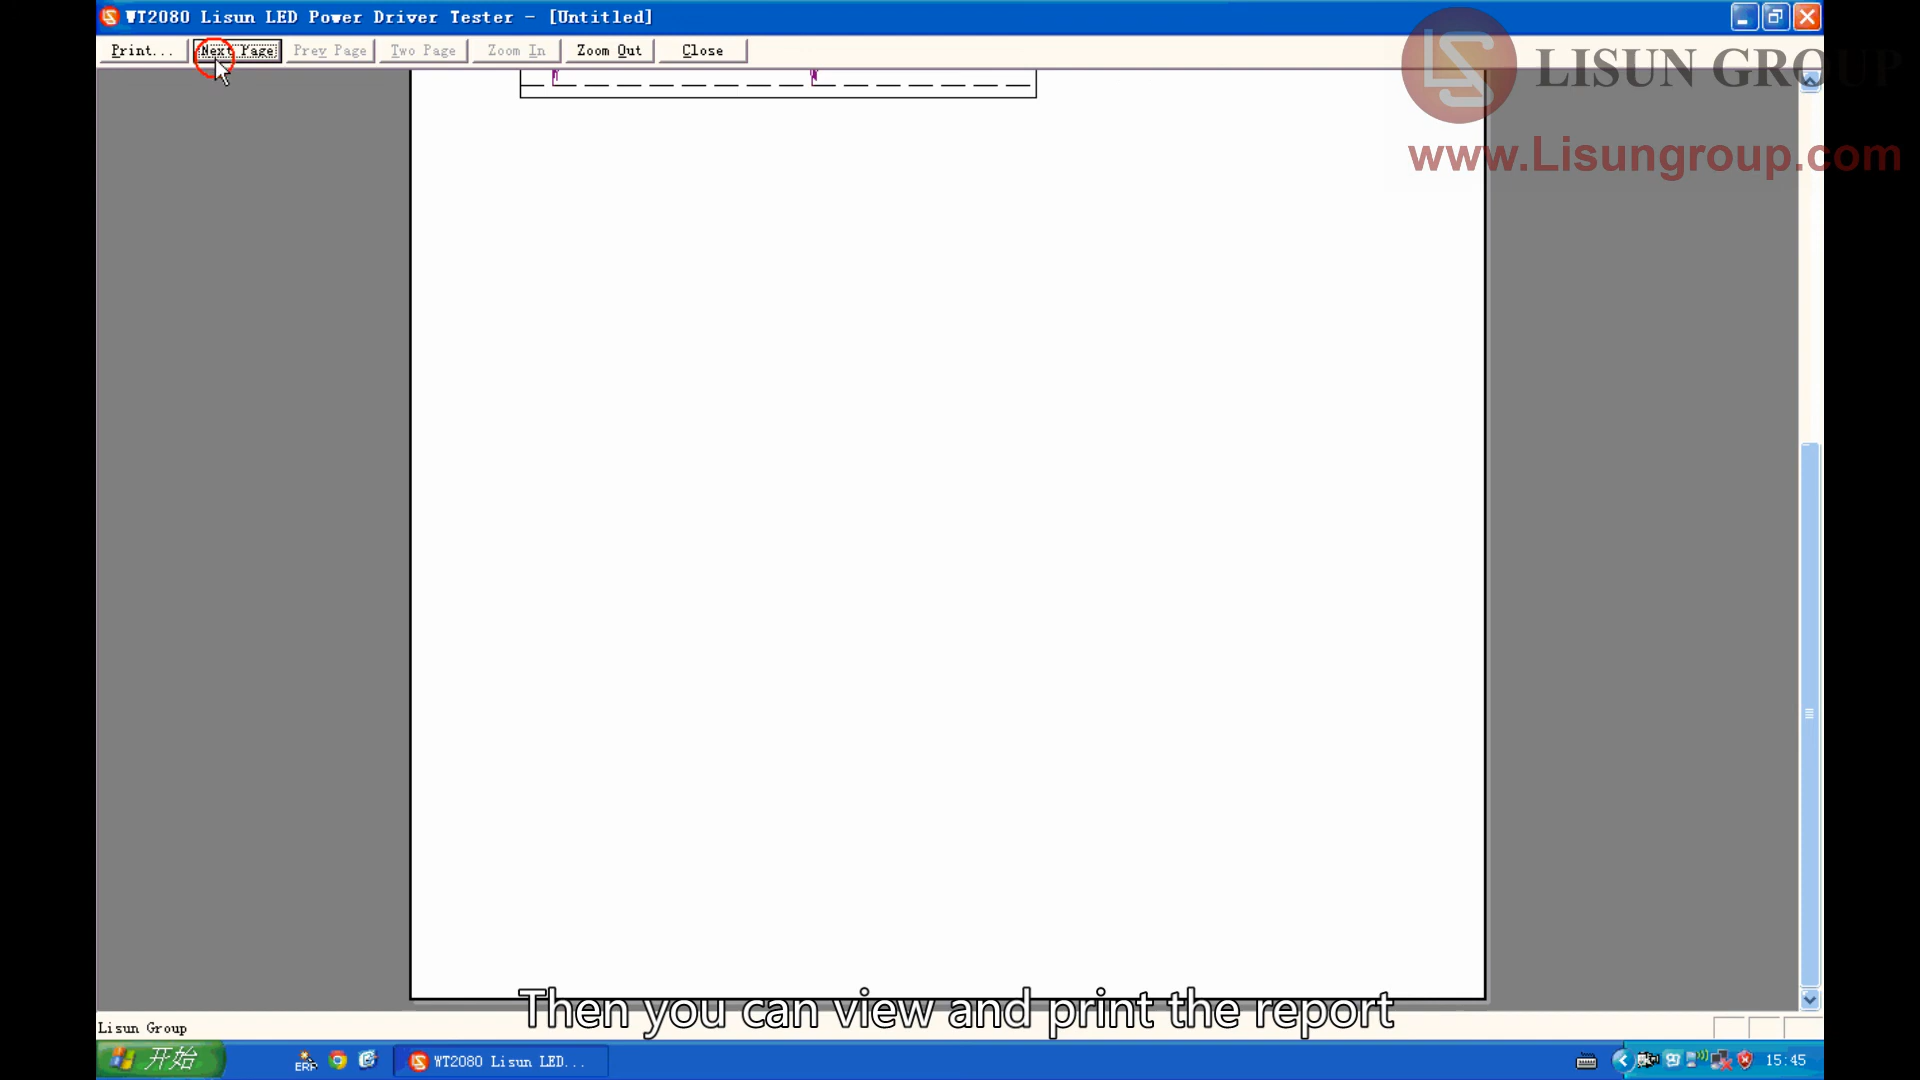 WT2080 Lisun LED Power Driver Tester - [Untitled]
Print... Next Page Prev Page Two Page Zoom In Zoom Out Close
LISUN GROUP
www.Lisungroup.com
Then you can view and print the report
Lisun Group
开始 ERP WT2080 Lisun LED... 15:45